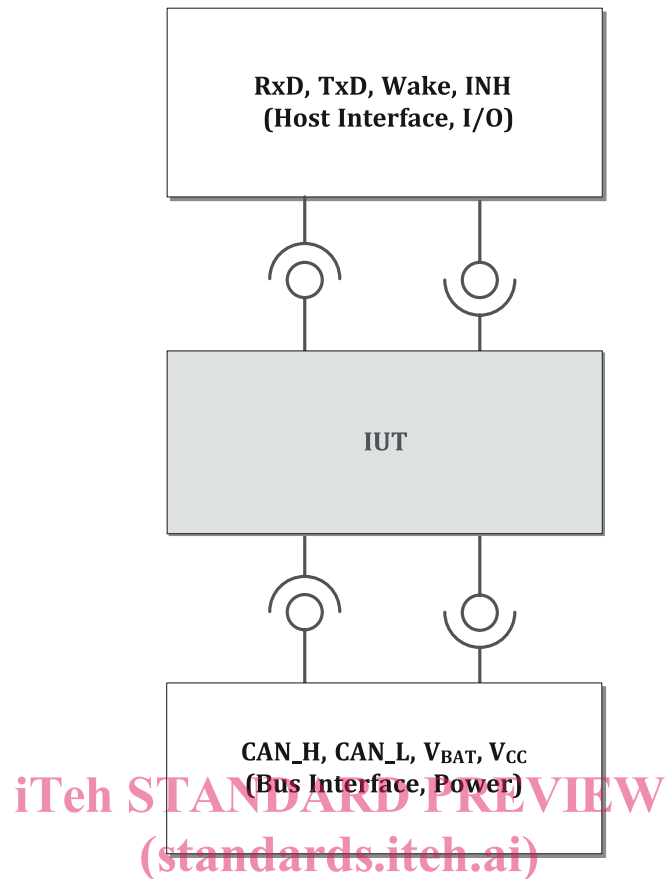 RxD, TxD, Wake, INH
(Host Interface, I/O)
IUT
CAN_H, CAN_L, VBAT, VCC
(Bus Interface, Power)
iTeh STANDARD PREVIEW
(standards.iteh.ai)